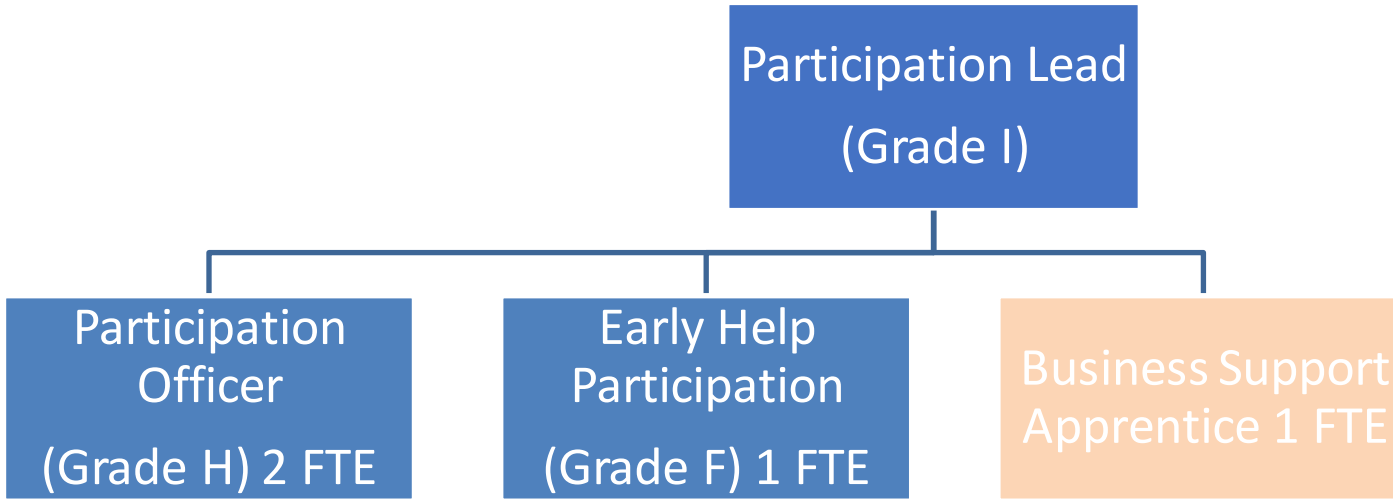 Participation Lead
(Grade I)
Participation
Officer
(Grade H) 2 FTE
Early Help
Participation
(Grade F) 1 FTE
Business Support
Apprentice 1 FTE